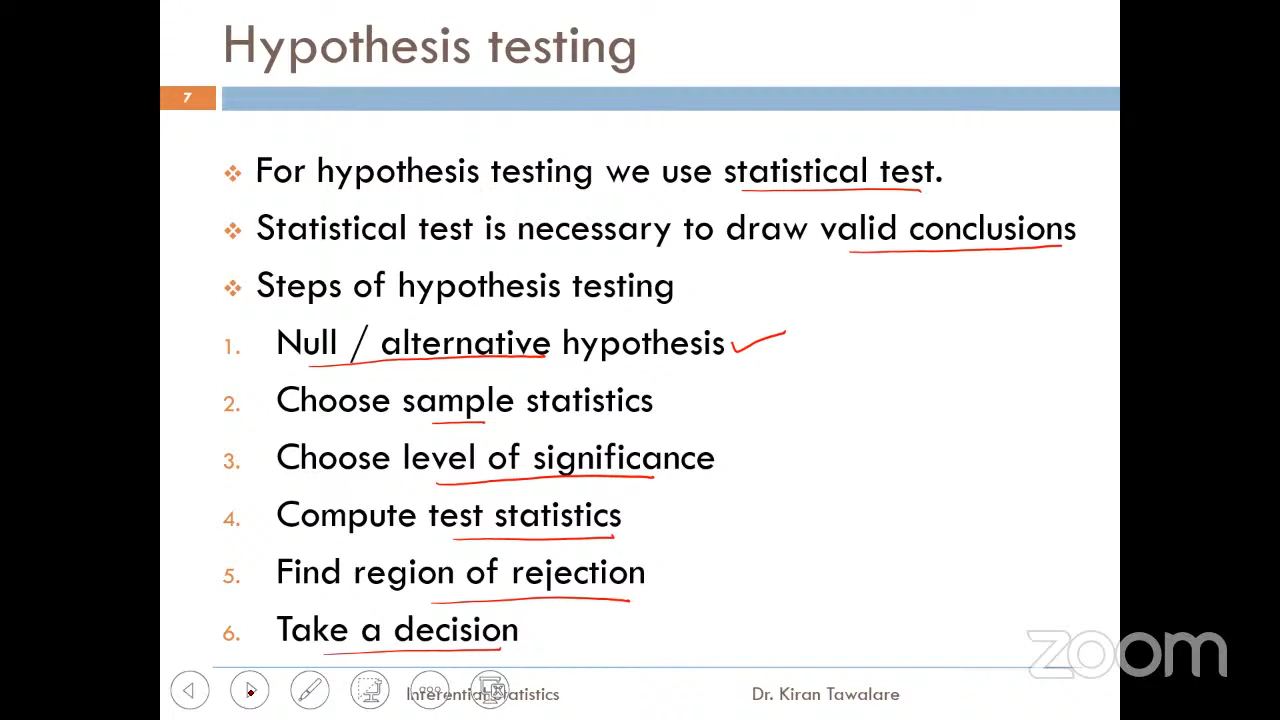 Hypothesis testing
7
For hypothesis testing we use statistical test.
Statistical test is necessary to draw valid conclusions
Steps of hypothesis testing
1. Null / alternative hypothesis
2. Choose sample statistics
3. Choose level of significance
4. Compute test statistics
5. Find region of rejection
6. Take a decision
zoom
Inferential Statistics Dr. Kiran Tawalare